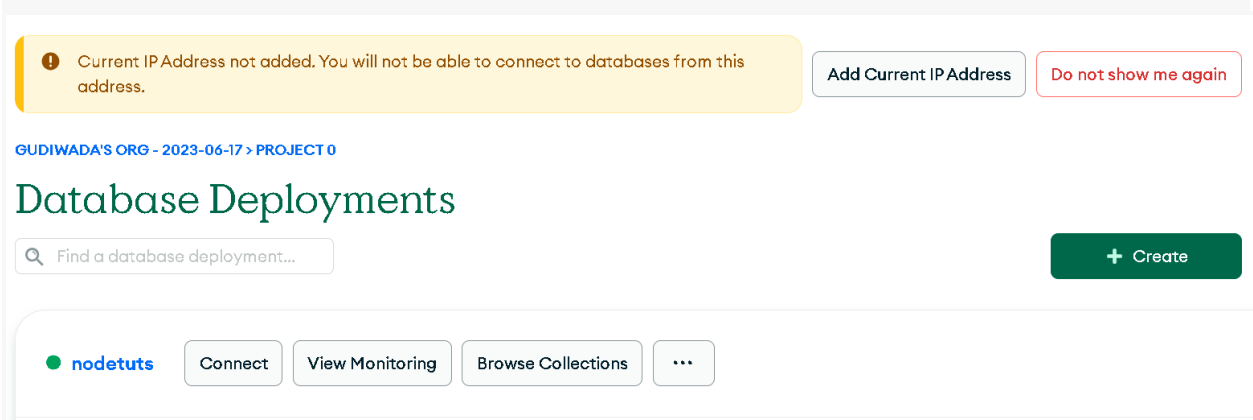 Current IP Address not added. You will not be able to connect to databases from this
address.
Add Current IP Address
Do not show me again
GUDIWADA'S ORG - 2023-06-17 > PROJECT 0
Database Deployments
Find a database deployment...
+ Create
nodetuts
Connect
View Monitoring
Browse Collections
...